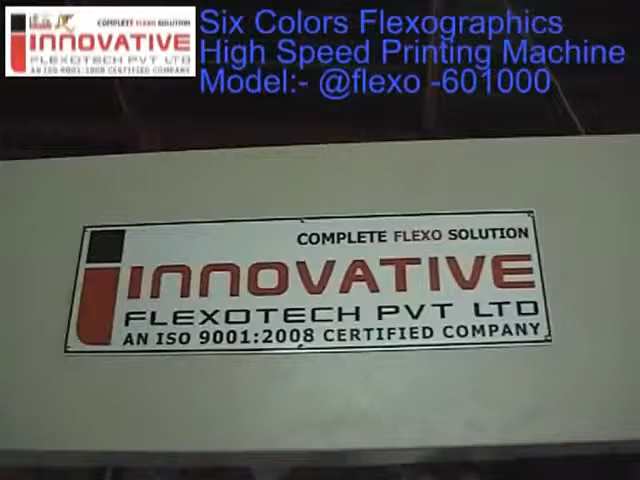 COMPLETE FLEXO SOLUTION
INNOVATIVE
FLEXOTECH PVT LTD
AN ISO 9001:2008 CERTIFIED COMPANY
Six Colors Flexographics
High Speed Printing Machine
Model:- @flexo -601000
COMPLETE FLEXO SOLUTION
INNOVATIVE
FLEXOTECH PVT LTD
AN ISO 9001:2008 CERTIFIED COMPANY